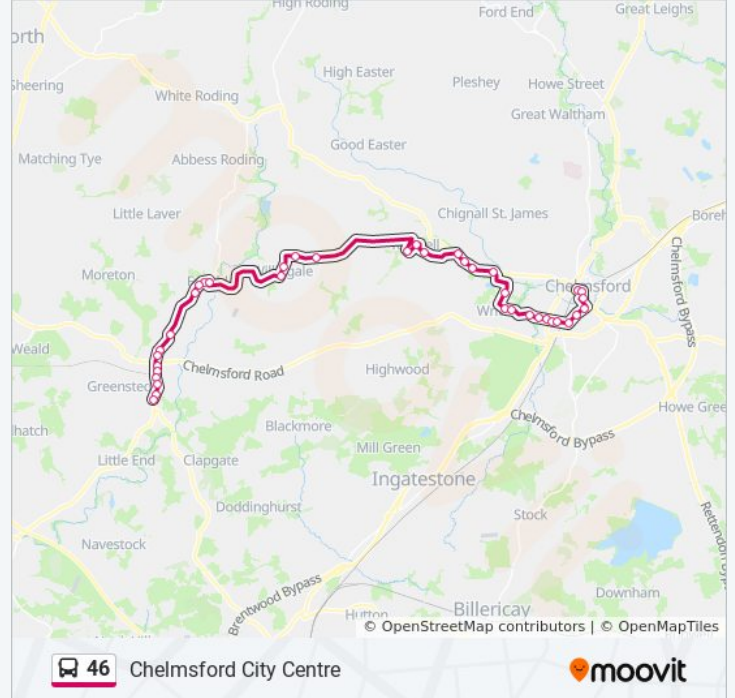 High Roding
Great Leighs
Ford End
orth
High Easter
Pleshey
Howe Street
Sheering
White Roding
Great Waltham
Good Easter
Matching Tye
Abbess Roding
Little Laver
Chignall St. James
Boreh
Moreton
Chelmsford
Chelmsford Bypass
Weald
Chelmsford Road
Highwood
Greensted
Howe Gree
Blackmore
Chelmsford Bypass
hatch
Mill Green
Little End
Clapgate
Ingatestone
Doddinghurst
Stock
Navestock
Brentwood Bypass
Downham
Billericay
Hutton
© OpenStreetMap contributors | © OpenMapTiles
46 Chelmsford City Centre
moovit